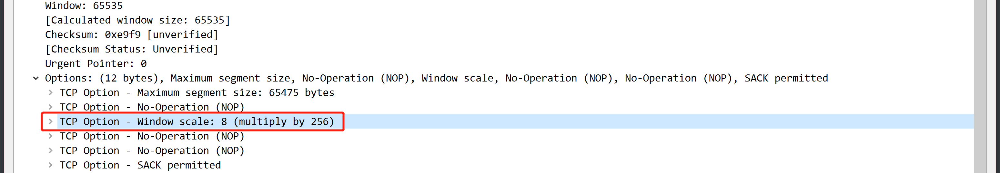 Window: 65535
[Calculated window size: 65535]
Checksum: 0xe9f9 [unverified]
[Checksum Status: Unverified]
Urgent Pointer: 0
Options: (12 bytes), Maximum segment size, No-Operation (NOP), Window scale, No-Operation (NOP), No-Operation (NOP), SACK permitted
TCP Option - Maximum segment size: 65475 bytes
TCP Option - No-Operation (NOP)
TCP Option - Window scale: 8 (multiply by 256)
TCP Option - No-Operation (NOP)
TCP Option - No-Operation (NOP)
TCP Option - SACK permitted